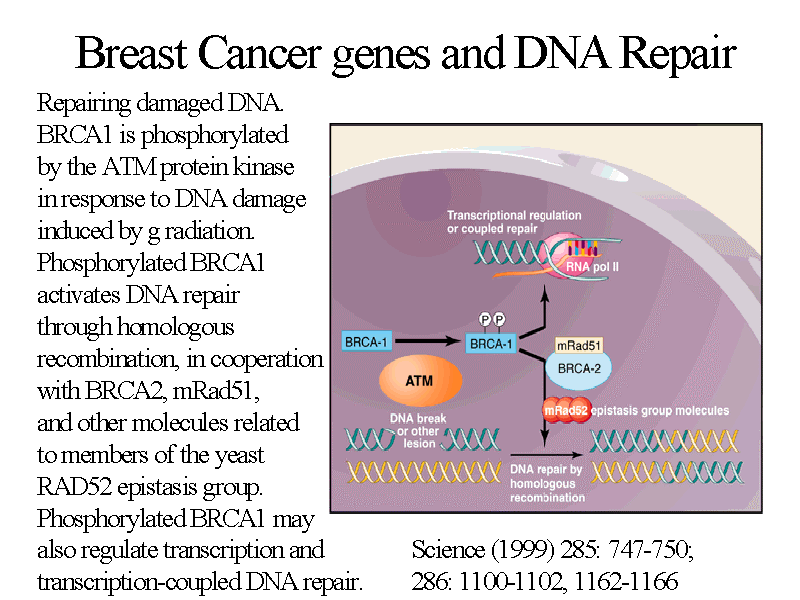 Breast Cancer genes and DNA Repair
Repairing damaged DNA.
BRCA1 is phosphorylated
by the ATM protein kinase
in response to DNA damage
induced by g radiation.
Phosphorylated BRCA1
activates DNA repair
through homologous
recombination, in cooperation
with BRCA2, mRad51,
and other molecules related
to members of the yeast
RAD52 epistasis group.
Phosphorylated BRCA1 may
also regulate transcription and
transcription-coupled DNA repair.
Transcriptional regulation
or coupled repair
RNA pol II
P P
BRCA-1
BRCA-1
mRad51
BRCA-2
ATM
mRad52 epistasis group molecules
DNA break
or other
lesion
DNA repair by
homologous
recombination
Science (1999) 285: 747-750;
286: 1100-1102, 1162-1166